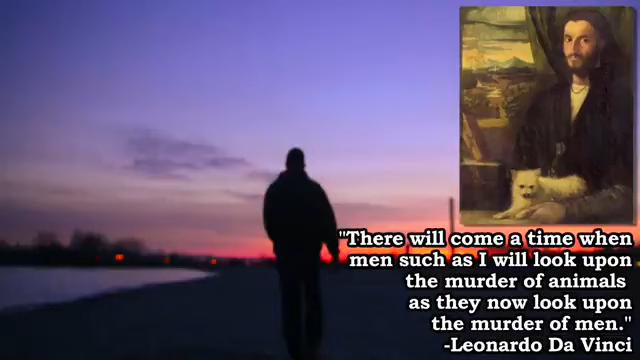 "There will come a time when
men such as I will look upon
the murder of animals
as they now look upon
the murder of men."
-Leonardo Da Vinci